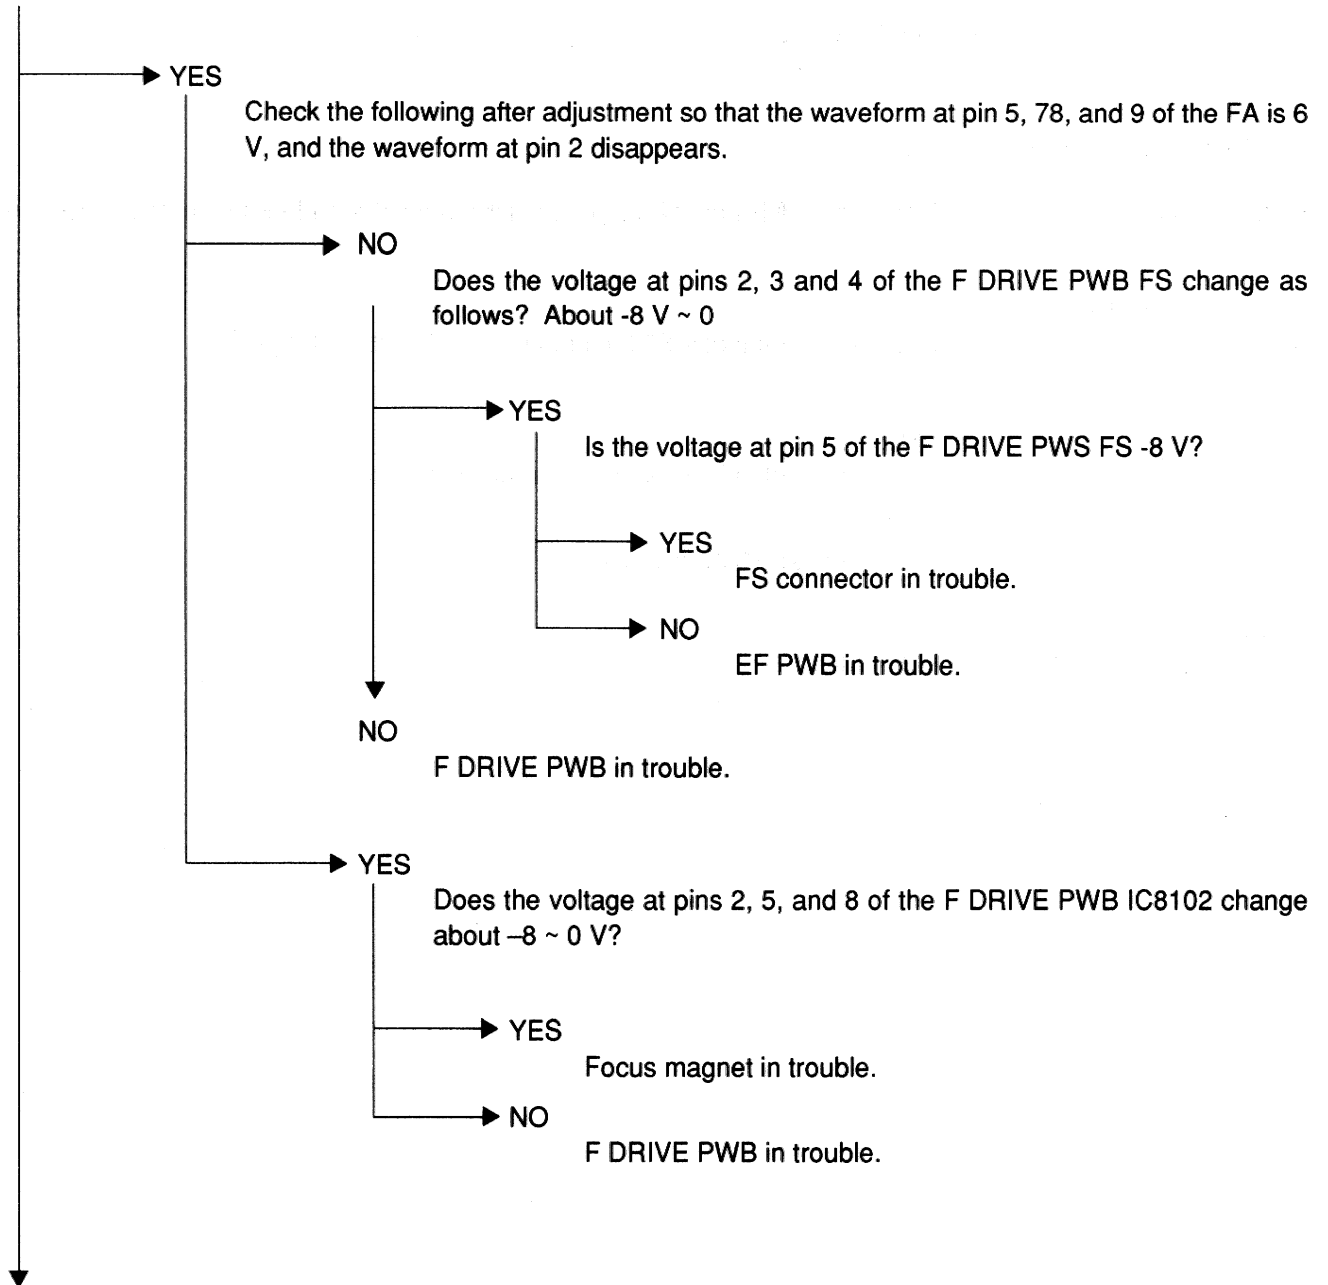 YES
Check the following after adjustment so that the waveform at pin 5, 78, and 9 of the FA is 6
V, and the waveform at pin 2 disappears.
NO
Does the voltage at pins 2, 3 and 4 of the F DRIVE PWB FS change as
follows? About -8 V ~ 0
YES
Is the voltage at pin 5 of the F DRIVE PWS FS -8 V?
YES
FS connector in trouble.
NO
EF PWB in trouble.
NO
F DRIVE PWB in trouble.
YES
Does the voltage at pins 2, 5, and 8 of the F DRIVE PWB IC8102 change
about –8 ~ 0 V?
YES
Focus magnet in trouble.
NO
F DRIVE PWB in trouble.